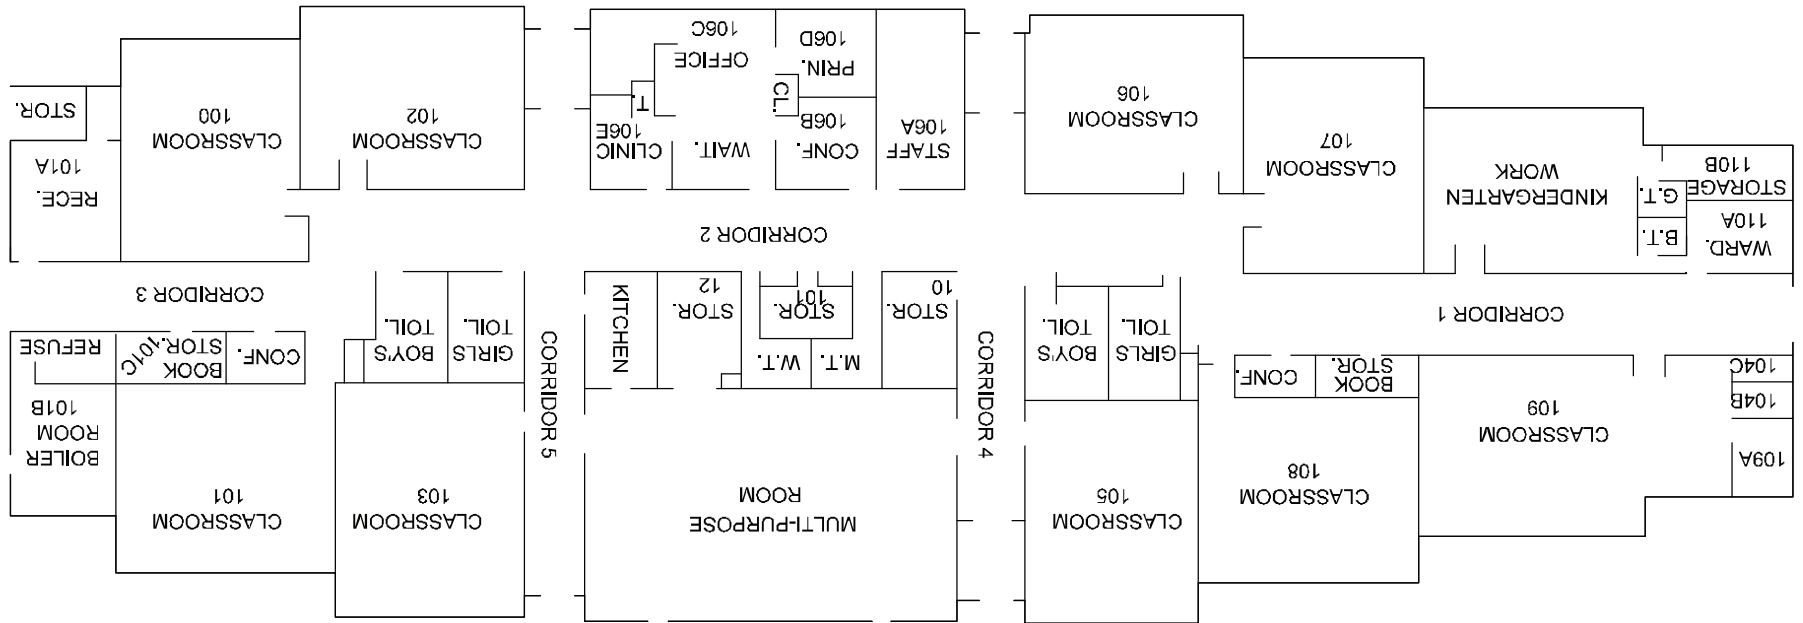 CLASSROOM
105
CLASSROOM
108
MULTI-PURPOSE
ROOM
CLASSROOM
103
CLASSROOM
101
109A
CLASSROOM
109
BOILER
ROOM
101B
104B
104C
BOOK
STOR.
CONF.
CORRIDOR 4
CORRIDOR 5
CONF.
BOOK
STOR.
101C
REFUSE
M.T.
W.T.
GIRLS
TOIL.
BOY'S
TOIL.
STOR.
10
STOR.
101
STOR.
12
KITCHEN
GIRLS
TOIL.
BOY'S
TOIL.
CORRIDOR 1
CORRIDOR 3
CORRIDOR 2
WARD.
110A
B.T.
G.T.
STORAGE
110B
KINDERGARTEN
WORK
CLASSROOM
107
CLASSROOM
106
STAFF
106A
CONF.
106B
WAIT.
CLINIC
106E
CLASSROOM
102
CLASSROOM
100
RECE.
101A
CL.
T.
STOR.
PRIN.
106D
OFFICE
106C